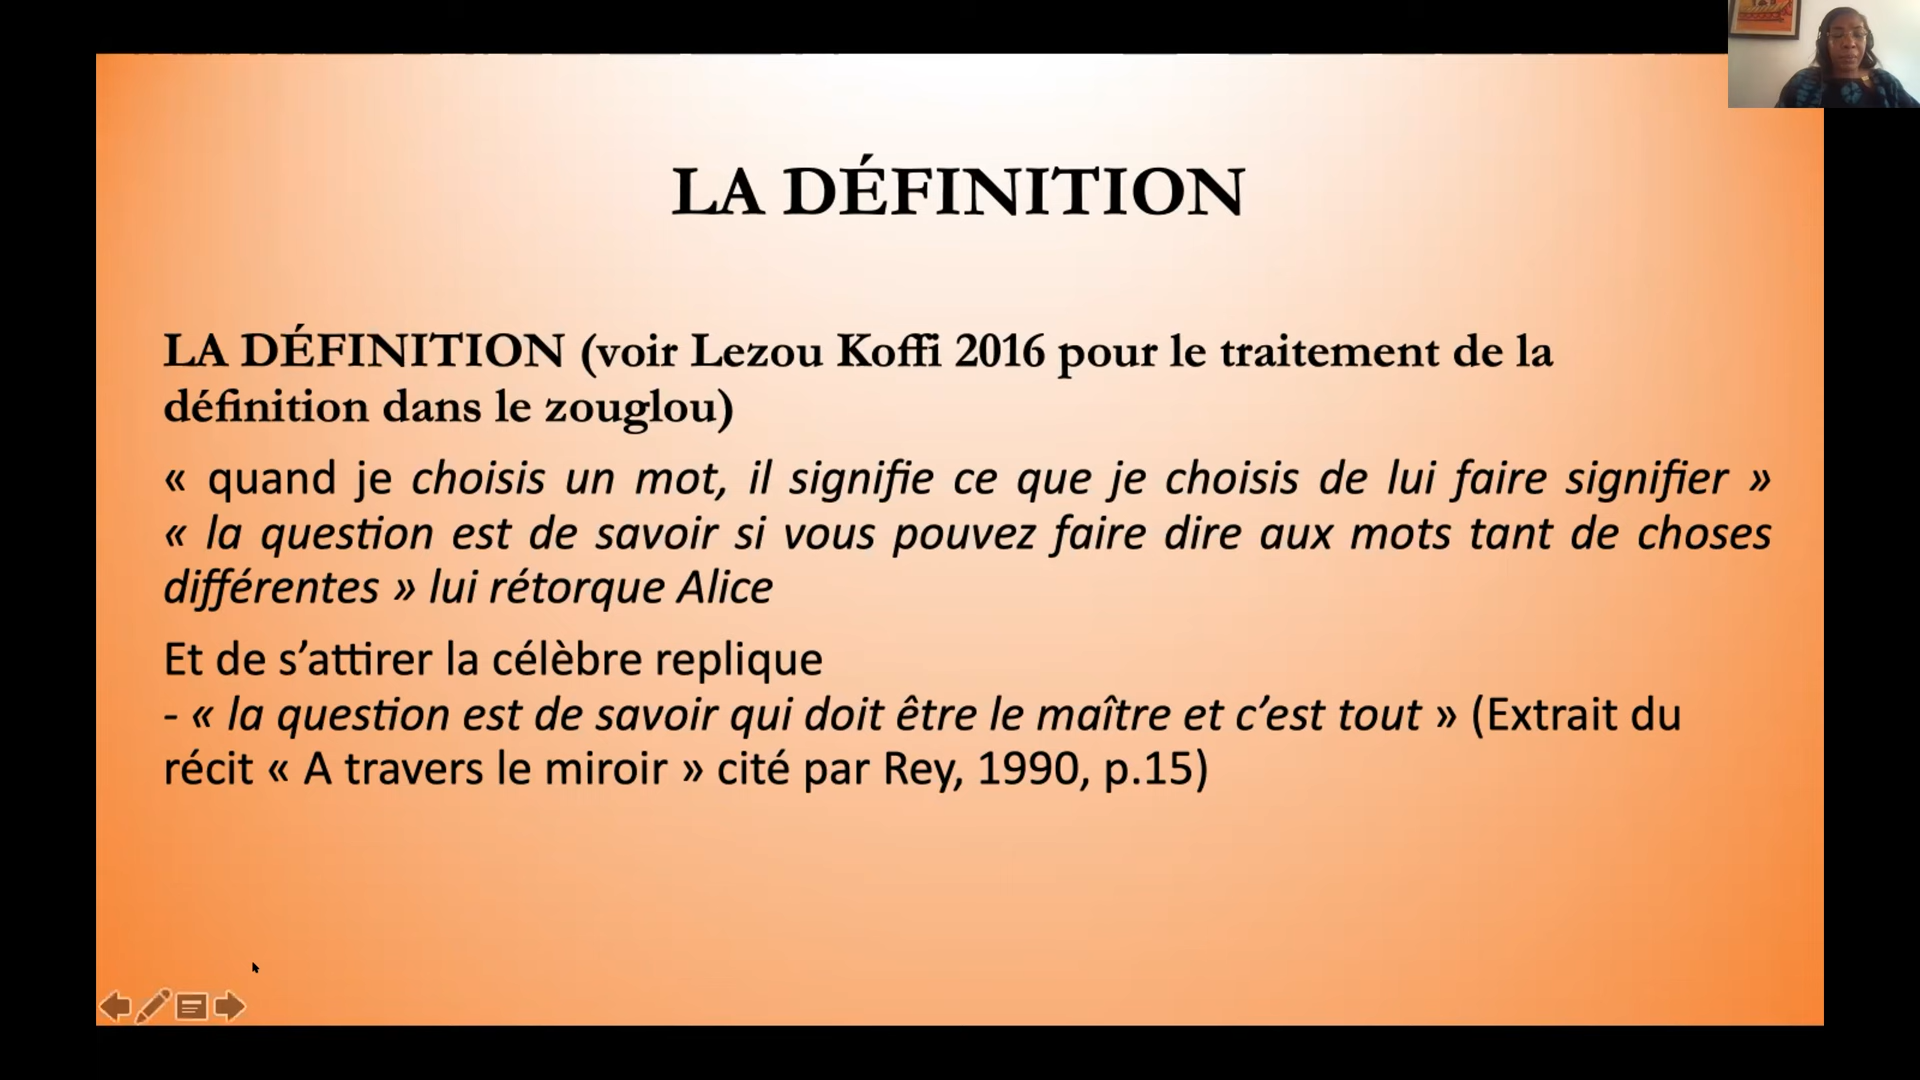 LA DÉFINITION
LA DÉFINITION (voir Lezou Koffi 2016 pour le traitement de la
définition dans le zouglou)
« quand je choisis un mot, il signifie ce que je choisis de lui faire signifier »
« la question est de savoir si vous pouvez faire dire aux mots tant de choses
différentes » lui rétorque Alice
Et de s’attirer la célèbre replique
- « la question est de savoir qui doit être le maître et c’est tout » (Extrait du
récit « A travers le miroir » cité par Rey, 1990, p.15)